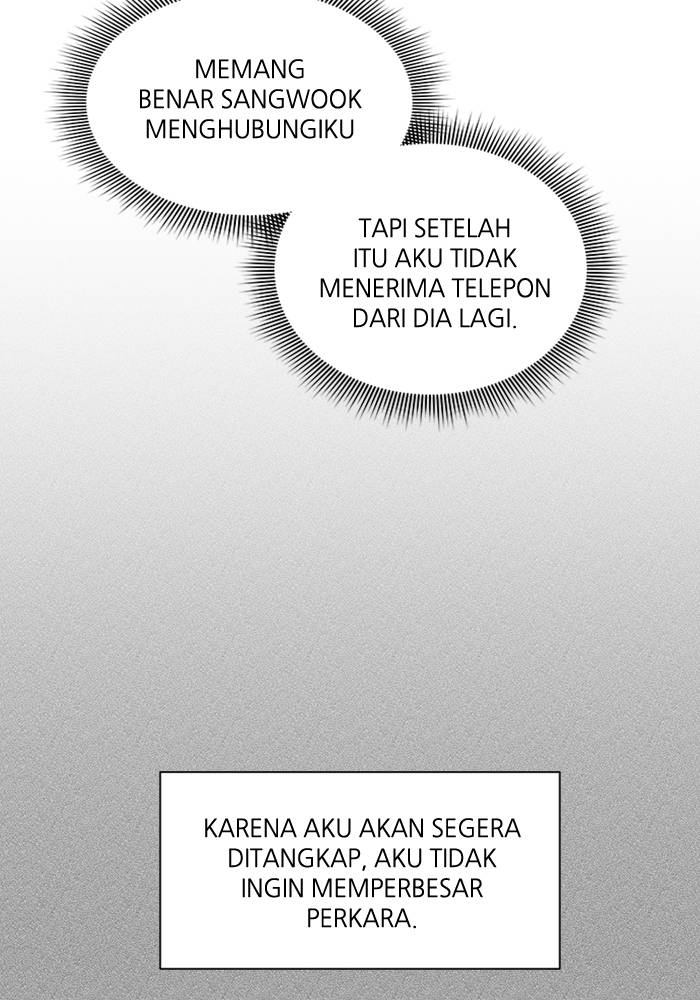 MEMANG
BENAR SANGWOOK
MENGHUBUNGIKU
TAPI SETELAH
ITU AKU TIDAK
MENERIMA TELEPON
DARI DIA LAGI.
KARENA AKU AKAN SEGERA
DITANGKAP, AKU TIDAK
INGIN MEMPERBESAR
PERKARA.